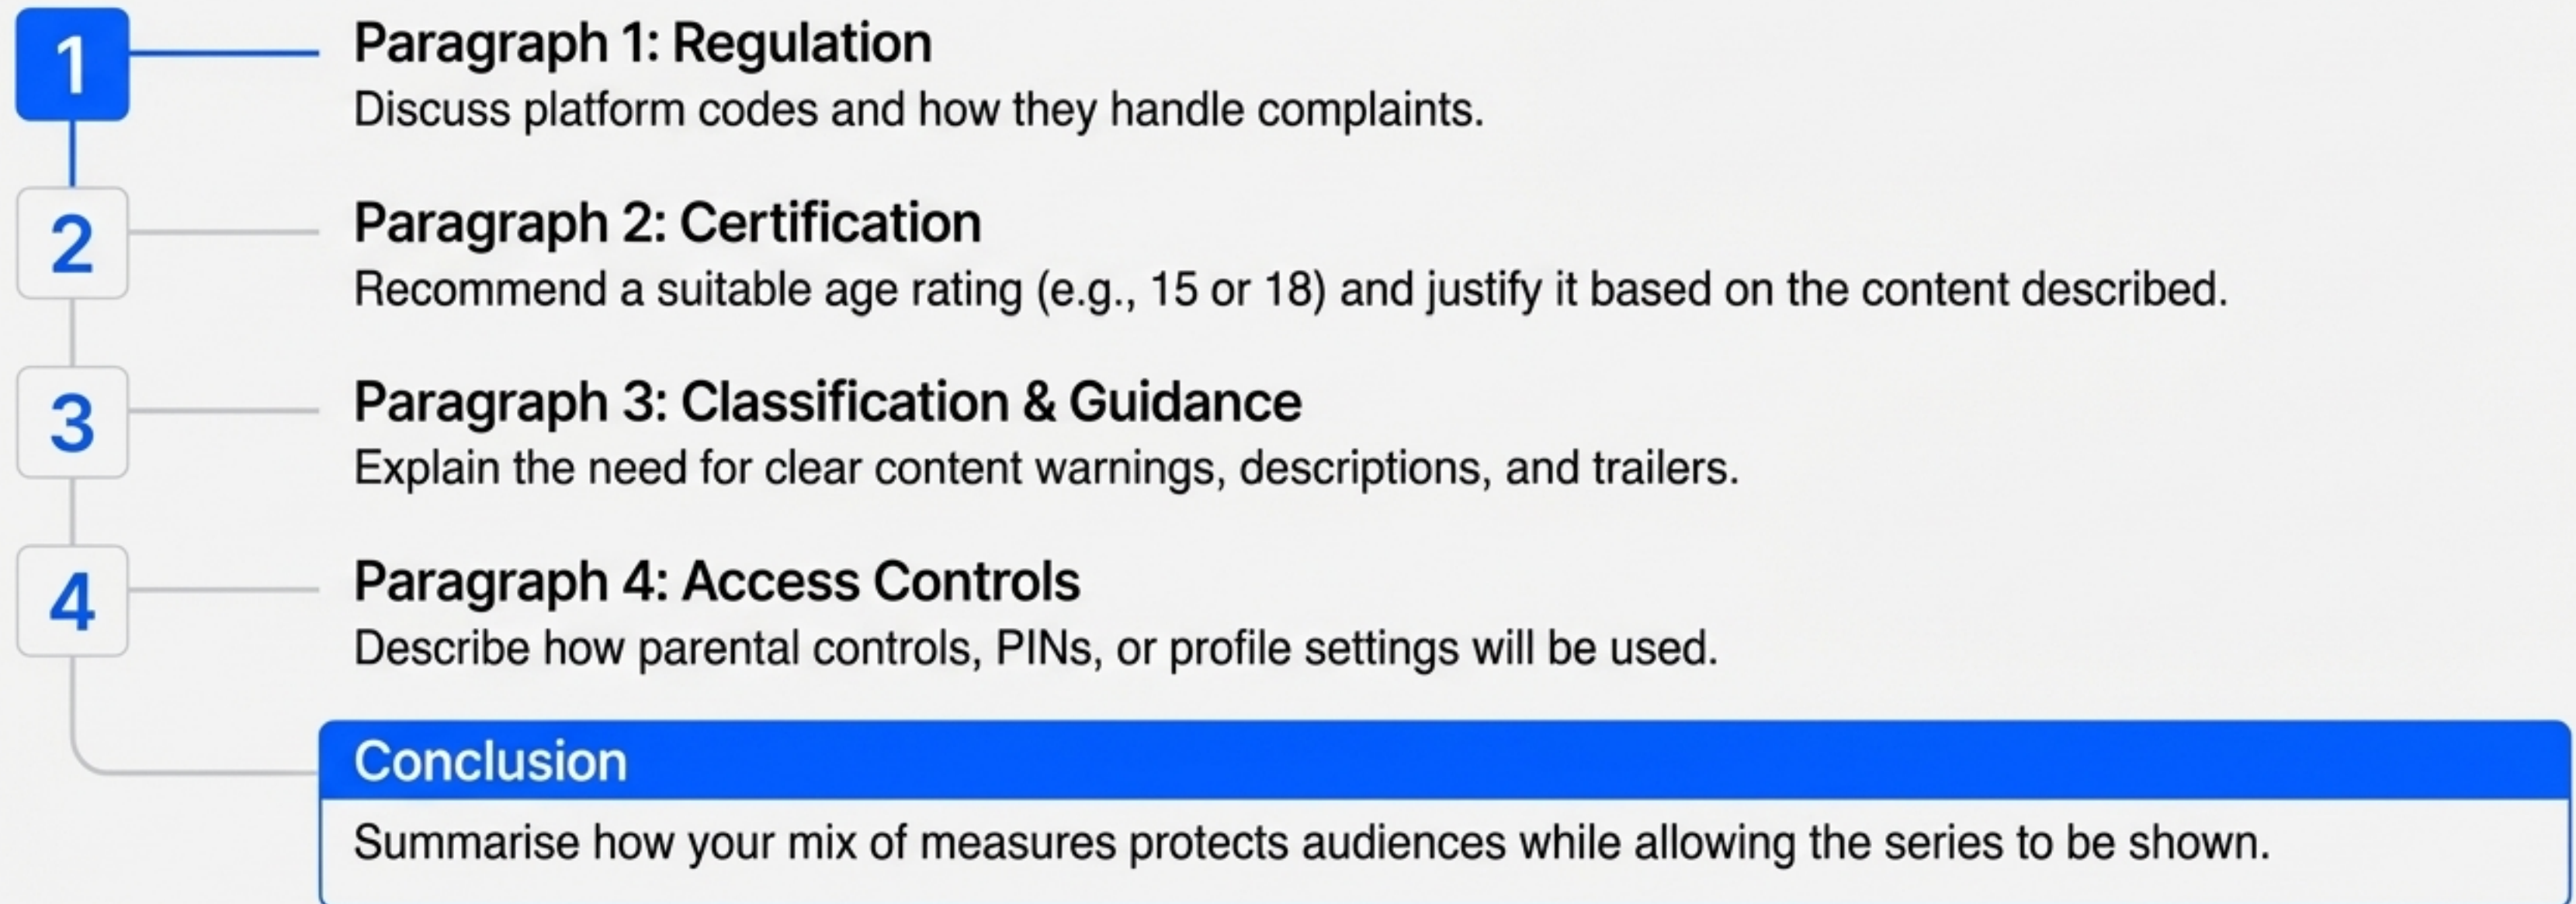 1
Paragraph 1: Regulation
Discuss platform codes and how they handle complaints.
2
Paragraph 2: Certification
Recommend a suitable age rating (e.g., 15 or 18) and justify it based on the content described.
3
Paragraph 3: Classification & Guidance
Explain the need for clear content warnings, descriptions, and trailers.
4
Paragraph 4: Access Controls
Describe how parental controls, PINs, or profile settings will be used.
Conclusion
Summarise how your mix of measures protects audiences while allowing the series to be shown.